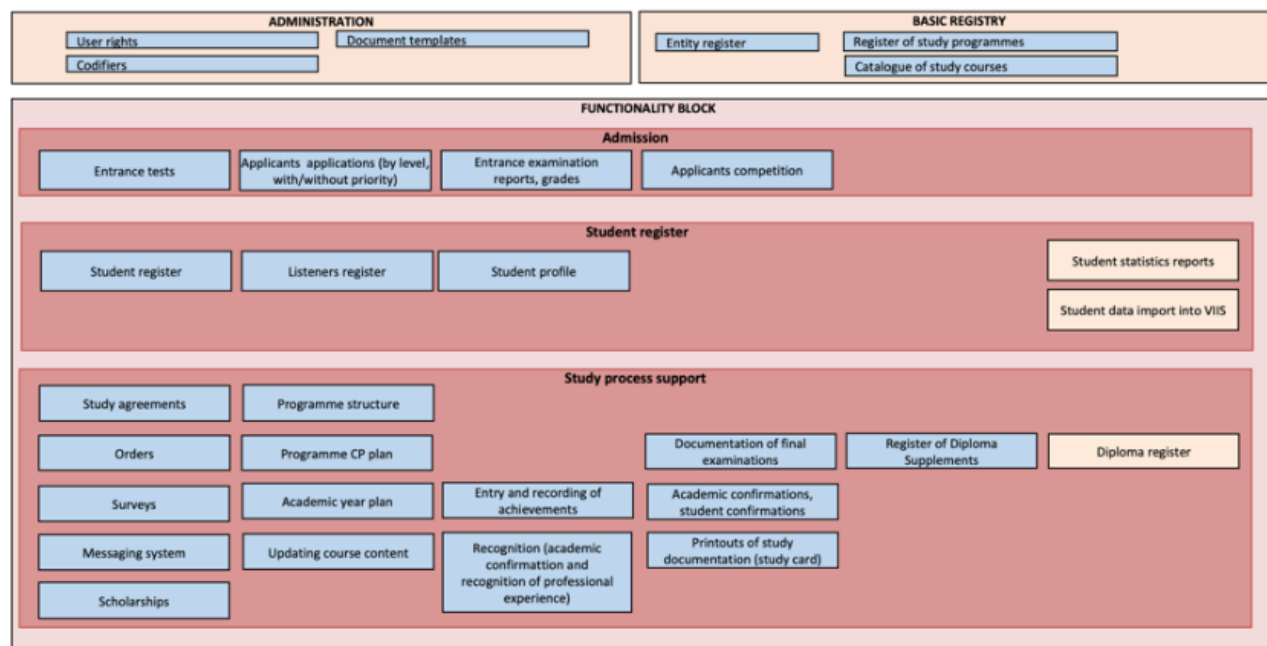 ADMINISTRATION
User rights
Document templates
Codifiers
BASIC REGISTRY
Entity register
Register of study programmes
Catalogue of study courses
FUNCTIONALITY BLOCK
Admission
Entrance tests
Applicants applications (by level,
with/without priority)
Entrance examination
reports, grades
Applicants competition
Student register
Student register
Listeners register
Student profile
Student statistics reports
Student data import into VIIS
Study process support
Study agreements
Programme structure
Orders
Programme CP plan
Documentation of final
examinations
Register of Diploma
Supplements
Diploma register
Surveys
Academic year plan
Entry and recording of
achievements
Academic confirmations,
student confirmations
Messaging system
Updating course content
Recognition (academic
confirmattion and
recognition of professional
experience)
Printouts of study
documentation (study card)
Scholarships